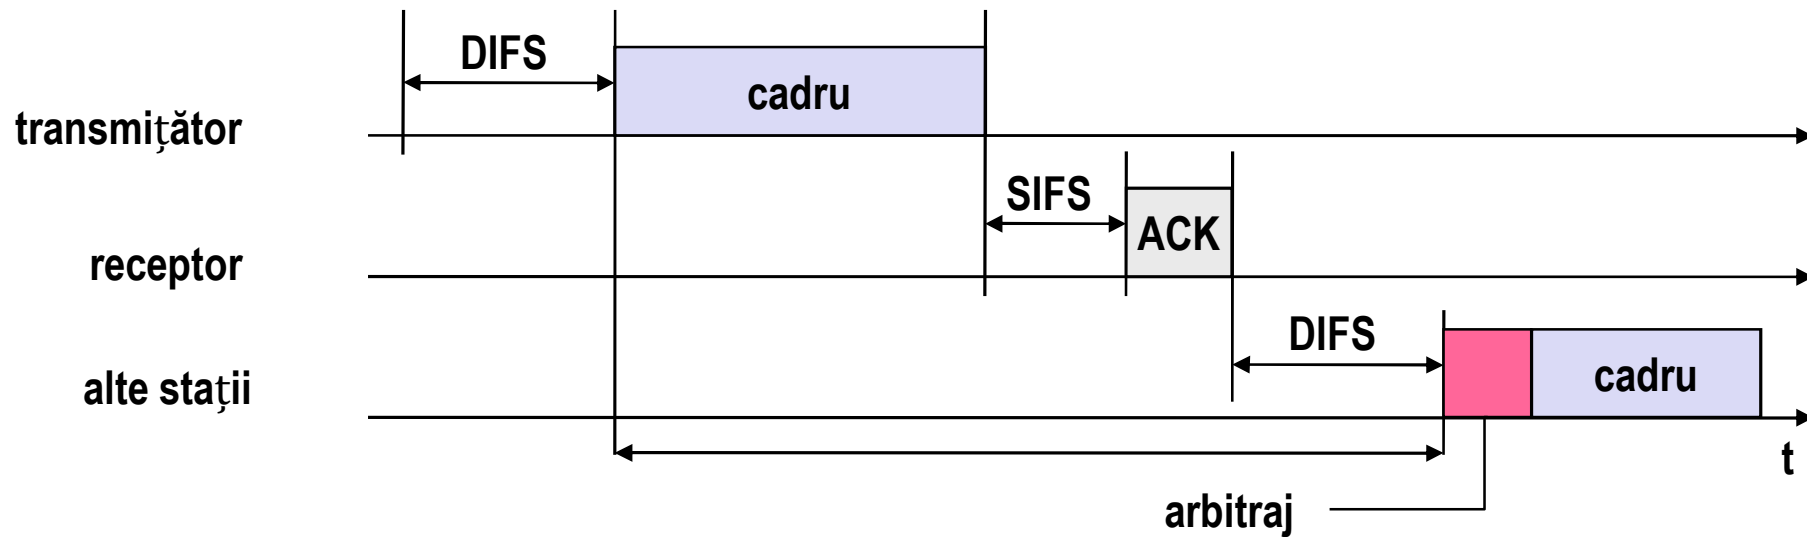 DIFS
cadru
transmițător
SIFS
ACK
receptor
DIFS
cadru
alte stații
t
arbitraj